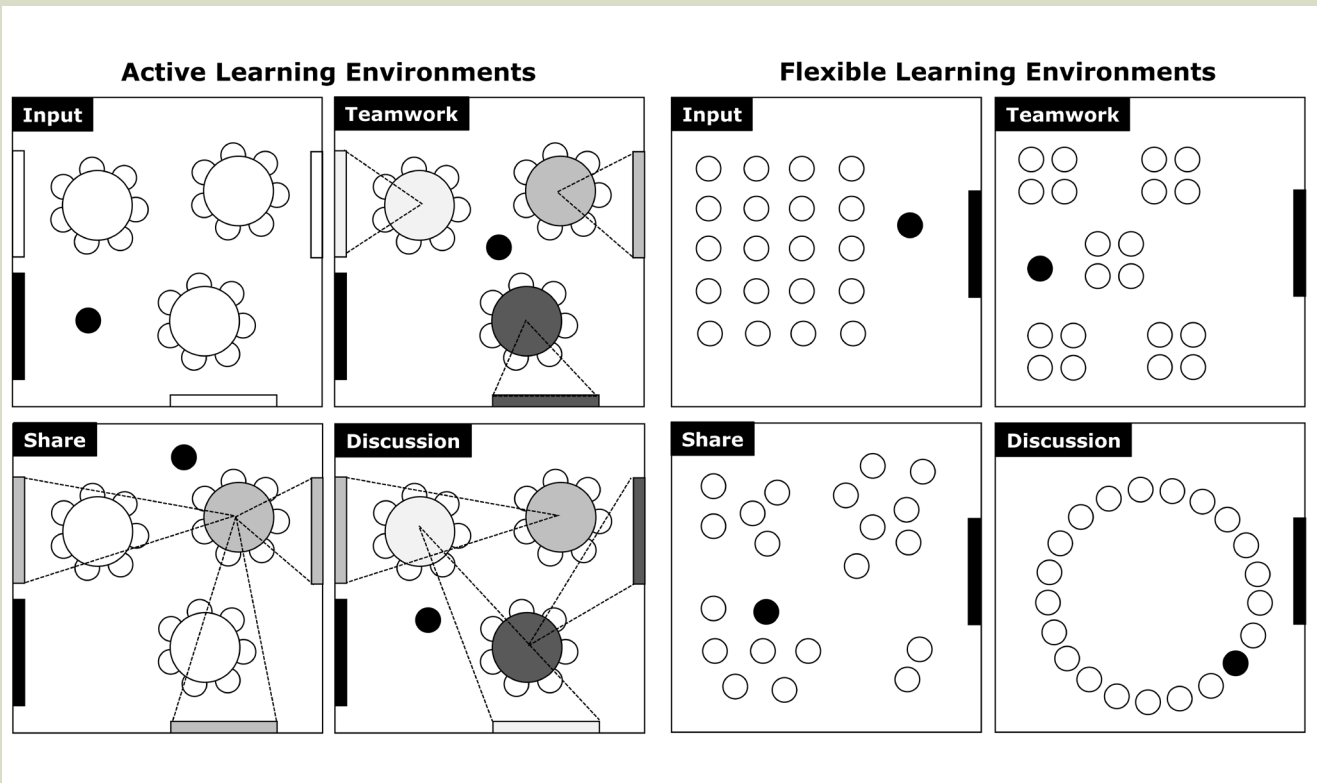 Active Learning Environments
Input
Teamwork
Share
Discussion
Flexible Learning Environments
Input
Teamwork
Share
Discussion